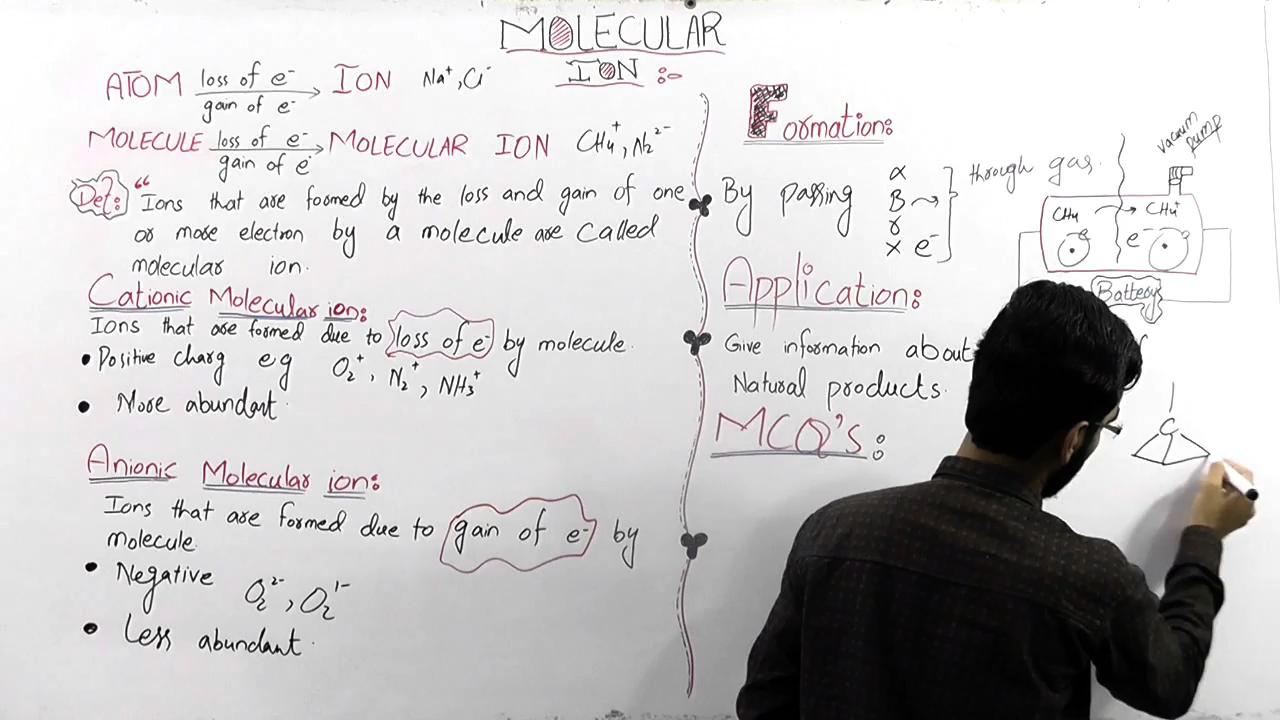 MOLECULAR
ION :-
ATOM loss of e⁻ / gain of e⁻ → ION Na⁺, Cl⁻
MOLECULE loss of e⁻ / gain of e⁻ → MOLECULAR ION CH4⁺, N2²⁻
Def: “Ions that are formed by the loss and gain of one
or more electron by a molecule are called
molecular ion.
Cationic Molecular ion:
Ions that are formed due to loss of e⁻ by molecule.
• Positive charg e g O2⁺, N2⁺, NH3⁺
• More abundant.
Anionic Molecular ion:
Ions that are formed due to gain of e⁻ by
molecule.
• Negative O2²⁻, O2¹⁻
• Less abundant.
Formation:
By passing α B → γ x e⁻ through gas.
vacuum
pump
CH4 → CH4⁺
e⁻
Battery
Application:
Give information about
Natural products.
MCQ'S:
C